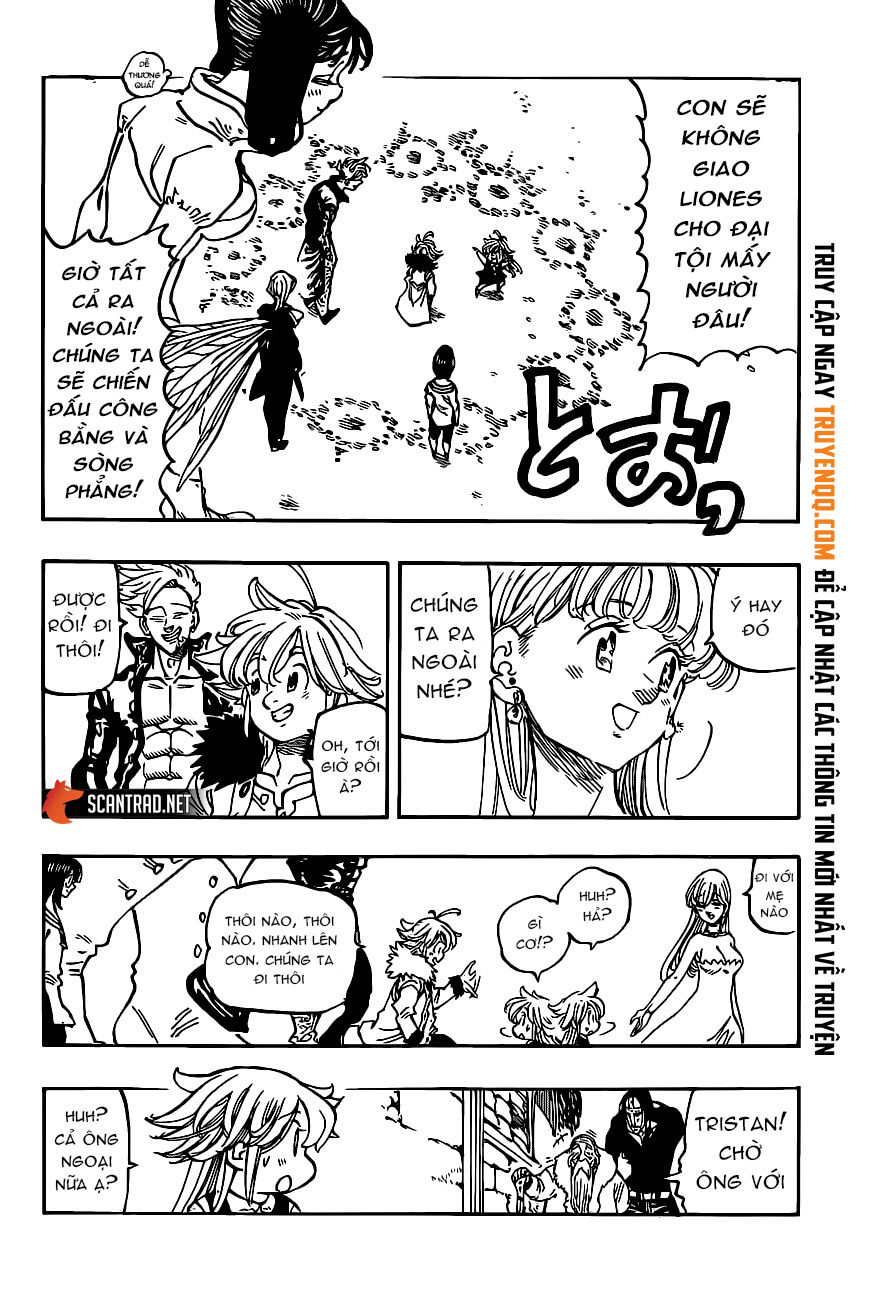 CON SẼ
KHÔNG
GIAO
LIONES
CHO ĐẠI
TỘI MẤY
NGƯỜI
ĐÂU!
DỄ
THƯƠNG
QUÁ!
GIỜ TẤT
CẢ RA
NGOÀI!
CHÚNG TA
SẼ CHIẾN
ĐẤU CÔNG
BẰNG VÀ
SÒNG
PHẲNG!
どおっ
Ý HAY
ĐÓ
CHÚNG
TA RA
NGOÀI
NHÉ?
ĐƯỢC
RỒI! ĐI
THÔI!
OH, TỚI
GIỜ RỒI
À?
SCANTRAD.NET
ĐI VỚI
MẸ
NÀO
HUH?
HẢ?
GÌ
CƠ!?
THÔI NÀO, THÔI
NÀO. NHANH LÊN
CON. CHÚNG TA
ĐI THÔI
TRISTAN!
CHỜ
ÔNG VỚI
HUH?
CẢ ÔNG
NGOẠI
NỮA Ạ?
TRUY CẬP NGAY TRUYENQQ.COM ĐỂ CẬP NHẬT CÁC THÔNG TIN MỚI NHẤT VỀ TRUYỆN